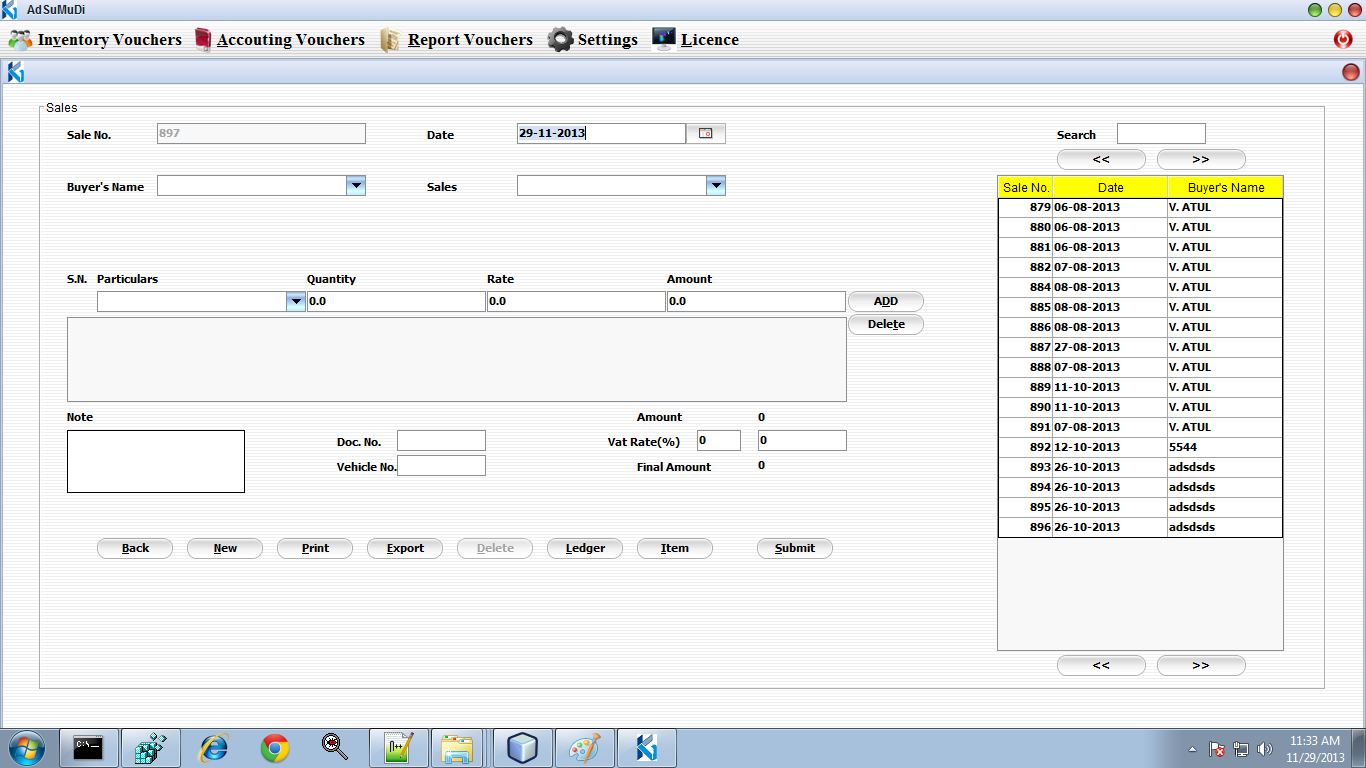 AdSuMuDi
Inventory Vouchers Accouting Vouchers Report Vouchers Settings Licence
Sales
Sale No. 897 Date 29-11-2013 Search
<< >>
Buyer's Name Sales
Sale No. Date Buyer's Name
879 06-08-2013 V. ATUL
880 06-08-2013 V. ATUL
881 06-08-2013 V. ATUL
882 07-08-2013 V. ATUL
884 08-08-2013 V. ATUL
885 08-08-2013 V. ATUL
886 08-08-2013 V. ATUL
887 27-08-2013 V. ATUL
888 07-08-2013 V. ATUL
889 11-10-2013 V. ATUL
890 11-10-2013 V. ATUL
891 07-08-2013 V. ATUL
892 12-10-2013 5544
893 26-10-2013 adsdsds
894 26-10-2013 adsdsds
895 26-10-2013 adsdsds
896 26-10-2013 adsdsds
<< >>
S.N. Particulars Quantity Rate Amount
0.0 0.0 0.0 ADD
Delete
Note Amount 0
Doc. No. Vat Rate(%) 0 0
Vehicle No. Final Amount 0
Back New Print Export Delete Ledger Item Submit
C:\-
11:33 AM
11/29/2013